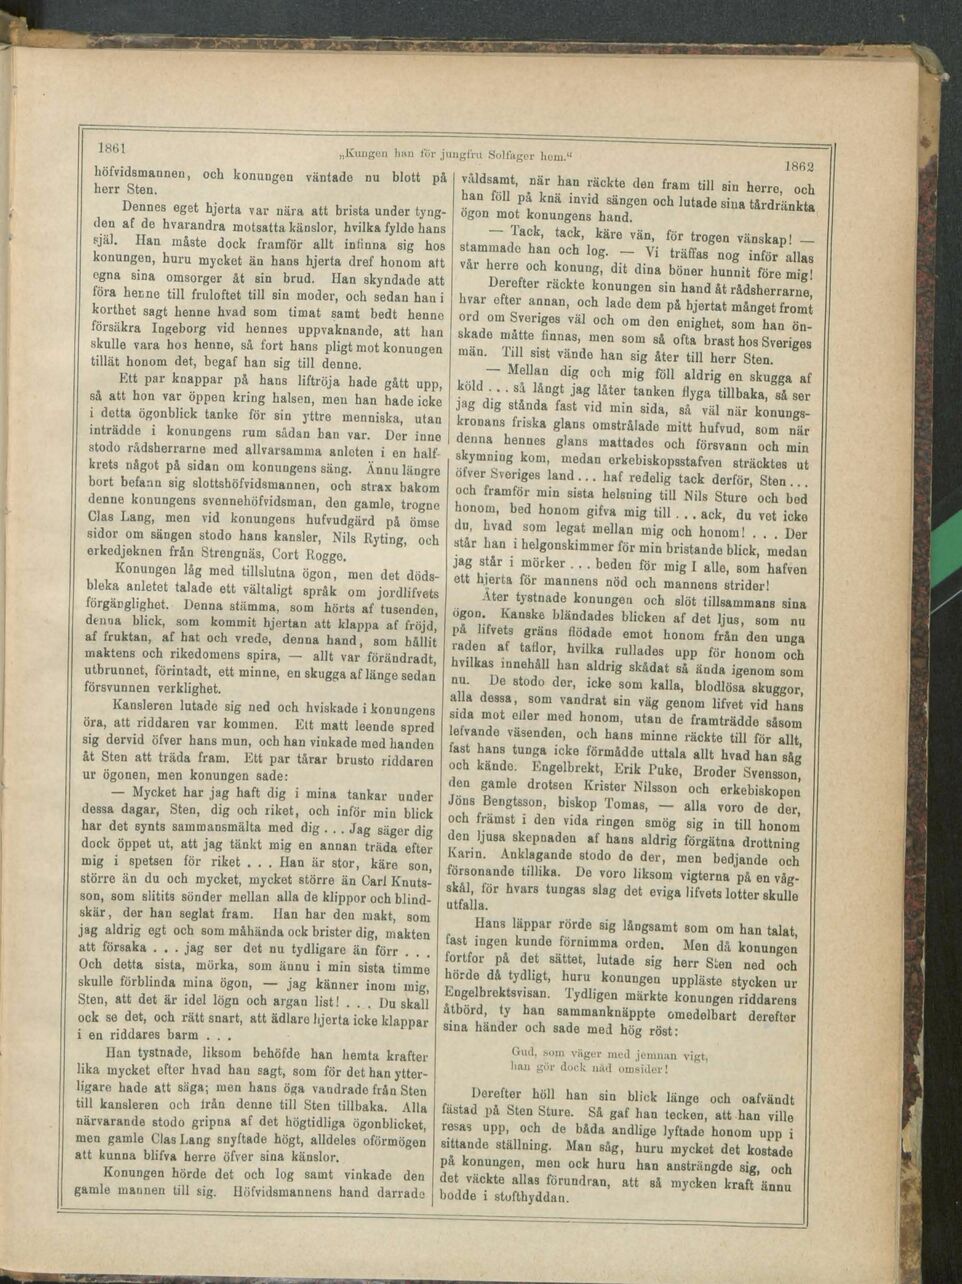 1861
„Kungen han för jungfru Solfager hem.“
1862
höfvidsmannen, och konungen väntade nu blott på
herr Sten.
Dennes eget hjerta var nära att brista under tyng-
den af de hvarandra motsatta känslor, hvilka fylde hans
själ. Han måste dock framför allt infinna sig hos
konungen, huru mycket än hans hjerta dref honom att
egna sina omsorger åt sin brud. Han skyndade att
föra henne till fruloftet till sin moder, och sedan han i
korthet sagt henne hvad som timat samt bedt henne
försäkra Ingeborg vid hennes uppvaknande, att han
skulle vara hos henne, så fort hans pligt mot konungen
tillät honom det, begaf han sig till denne.
Ett par knappar på hans liftröja hade gått upp,
så att hon var öppen kring halsen, men han hade icke
i detta ögonblick tanke för sin yttre menniska, utan
inträdde i konungens rum sådan han var. Der inne
stodo rådsherrarne med allvarsamma anleten i en half-
krets något på sidan om konungens säng. Ännu längre
bort befann sig slottshöfvidsmannen, och strax bakom
denne konungens svennehöfvidsman, den gamle, trogne
Clas Lang, men vid konungens hufvudgärd på ömse
sidor om sängen stodo hans kansler, Nils Ryting, och
erkedjeknen från Strengnäs, Cort Rogge.
Konungen låg med tillslutna ögon, men det döds-
bleka anletet talade ett vältaligt språk om jordlifvets
förgänglighet. Denna stämma, som hörts af tusenden,
denna blick, som kommit hjertan att klappa af fröjd,
af fruktan, af hat och vrede, denna hand, som hållit
maktens och rikedomens spira, — allt var förändradt,
utbrunnet, förintadt, ett minne, en skugga af länge sedan
försvunnen verklighet.
Kansleren lutade sig ned och hviskade i konungens
öra, att riddaren var kommen. Ett matt leende spred
sig dervid öfver hans mun, och han vinkade med handen
åt Sten att träda fram. Ett par tårar brusto riddaren
ur ögonen, men konungen sade:
— Mycket har jag haft dig i mina tankar under
dessa dagar, Sten, dig och riket, och inför min blick
har det synts sammansmälta med dig . . . Jag säger dig
dock öppet ut, att jag tänkt mig en annan träda efter
mig i spetsen för riket . . . Han är stor, käre son,
större än du och mycket, mycket större än Carl Knuts-
son, som slitits sönder mellan alla de klippor och blind-
skär, der han seglat fram. Han har den makt, som
jag aldrig egt och som måhända ock brister dig, makten
att försaka . . . jag ser det nu tydligare än förr . . .
Och detta sista, mörka, som ännu i min sista timme
skulle förblinda mina ögon, — jag känner inom mig,
Sten, att det är idel lögn och argan list! . . . Du skall
ock se det, och rätt snart, att ädlare hjerta icke klappar
i en riddares barm . . .
Han tystnade, liksom behöfde han hemta krafter
lika mycket efter hvad han sagt, som för det han ytter-
ligare hade att säga; men hans öga vandrade från Sten
till kansleren och från denne till Sten tillbaka. Alla
närvarande stodo gripna af det högtidliga ögonblicket,
men gamle Clas Lang snyftade högt, alldeles oförmögen
att kunna blifva herre öfver sina känslor.
Konungen hörde det och log samt vinkade den
gamle mannen till sig. Höfvidsmannens hand darrade
våldsamt, när han räckte den fram till sin herre, och
han föll på knä invid sängen och lutade sina tårdränkta
ögon mot konungens hand.
— Tack, tack, käre vän, för trogen vänskap! —
stammade han och log. — Vi träffas nog inför allas
vår herre och konung, dit dina böner hunnit före mig!
Derefter räckte konungen sin hand åt rådsherrarne,
hvar efter annan, och lade dem på hjertat månget fromt
ord om Sveriges väl och om den enighet, som han ön-
skade måtte finnas, men som så ofta brast hos Sveriges
män. Till sist vände han sig åter till herr Sten.
— Mellan dig och mig föll aldrig en skugga af
köld . . . så långt jag låter tanken flyga tillbaka, så ser
jag dig stånda fast vid min sida, så väl när konungs-
kronans friska glans omstrålade mitt hufvud, som när
denna hennes glans mattades och försvann och min
skymning kom, medan erkebiskopsstafven sträcktes ut
öfver Sveriges land . . . haf redelig tack derför, Sten . . .
och framför min sista helsning till Nils Sture och bed
honom, bed honom gifva mig till . . . ack, du vet icke
du, hvad som legat mellan mig och honom! . . . Der
står han i helgonskimmer för min bristande blick, medan
jag står i mörker . . . beden för mig I alle, som hafven
ett hjerta för mannens nöd och mannens strider!
Åter tystnade konungen och slöt tillsammans sina
ögon. Kanske bländades blicken af det ljus, som nu
på lifvets gräns flödade emot honom från den unga
raden af taflor, hvilka rullades upp för honom och
hvilkas innehåll han aldrig skådat så ända igenom som
nu. De stodo der, icke som kalla, blodlösa skuggor,
alla dessa, som vandrat sin väg genom lifvet vid hans
sida mot eller med honom, utan de framträdde såsom
lefvande väsenden, och hans minne räckte till för allt,
fast hans tunga icke förmådde uttala allt hvad han såg
och kände. Engelbrekt, Erik Puke, Broder Svensson,
den gamle drotsen Krister Nilsson och erkebiskopen
Jöns Bengtsson, biskop Tomas, — alla voro de der,
och främst i den vida ringen smög sig in till honom
den ljusa skepnaden af hans aldrig förgätna drottning
Karin. Anklagande stodo de der, men bedjande och
försonande tillika. De voro liksom vigterna på en våg-
skål, för hvars tungas slag det eviga lifvets lotter skulle
utfalla.
Hans läppar rörde sig långsamt som om han talat,
fast ingen kunde förnimma orden. Men då konungen
fortfor på det sättet, lutade sig herr Sten ned och
hörde då tydligt, huru konungen uppläste stycken ur
Engelbrektsvisan. Tydligen märkte konungen riddarens
åtbörd, ty han sammanknäppte omedelbart derefter
sina händer och sade med hög röst:
Gud, som väger med jemnan vigt,
han gör dock nåd omsider!
Derefter höll han sin blick länge och oafvändt
fästad på Sten Sture. Så gaf han tecken, att han ville
resas upp, och de båda andlige lyftade honom upp i
sittande ställning. Man såg, huru mycket det kostade
på konungen, men ock huru han ansträngde sig, och
det väckte allas förundran, att så mycken kraft ännu
bodde i stofthyddan.